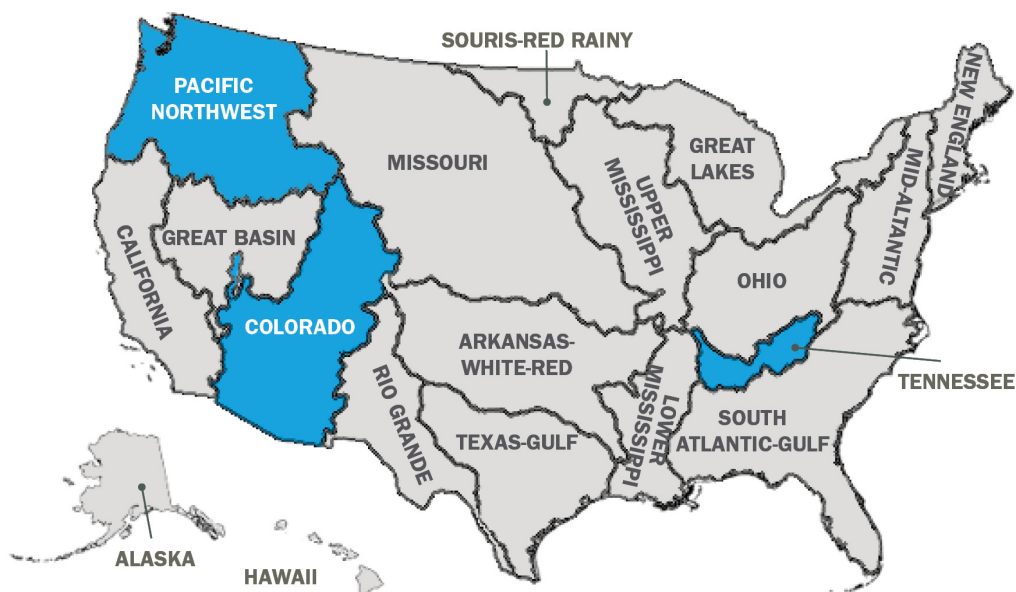 SOURIS-RED RAINY
PACIFIC
NORTHWEST
MISSOURI
GREAT
LAKES
NEW ENGLAND
MID-ALTANTIC
UPPER
MISSISSIPPI
GREAT BASIN
CALIFORNIA
OHIO
COLORADO
ARKANSAS-
WHITE-RED
TENNESSEE
RIO GRANDE
TEXAS-GULF
LOWER
MISSISSIPPI
SOUTH
ATLANTIC-GULF
ALASKA
HAWAII